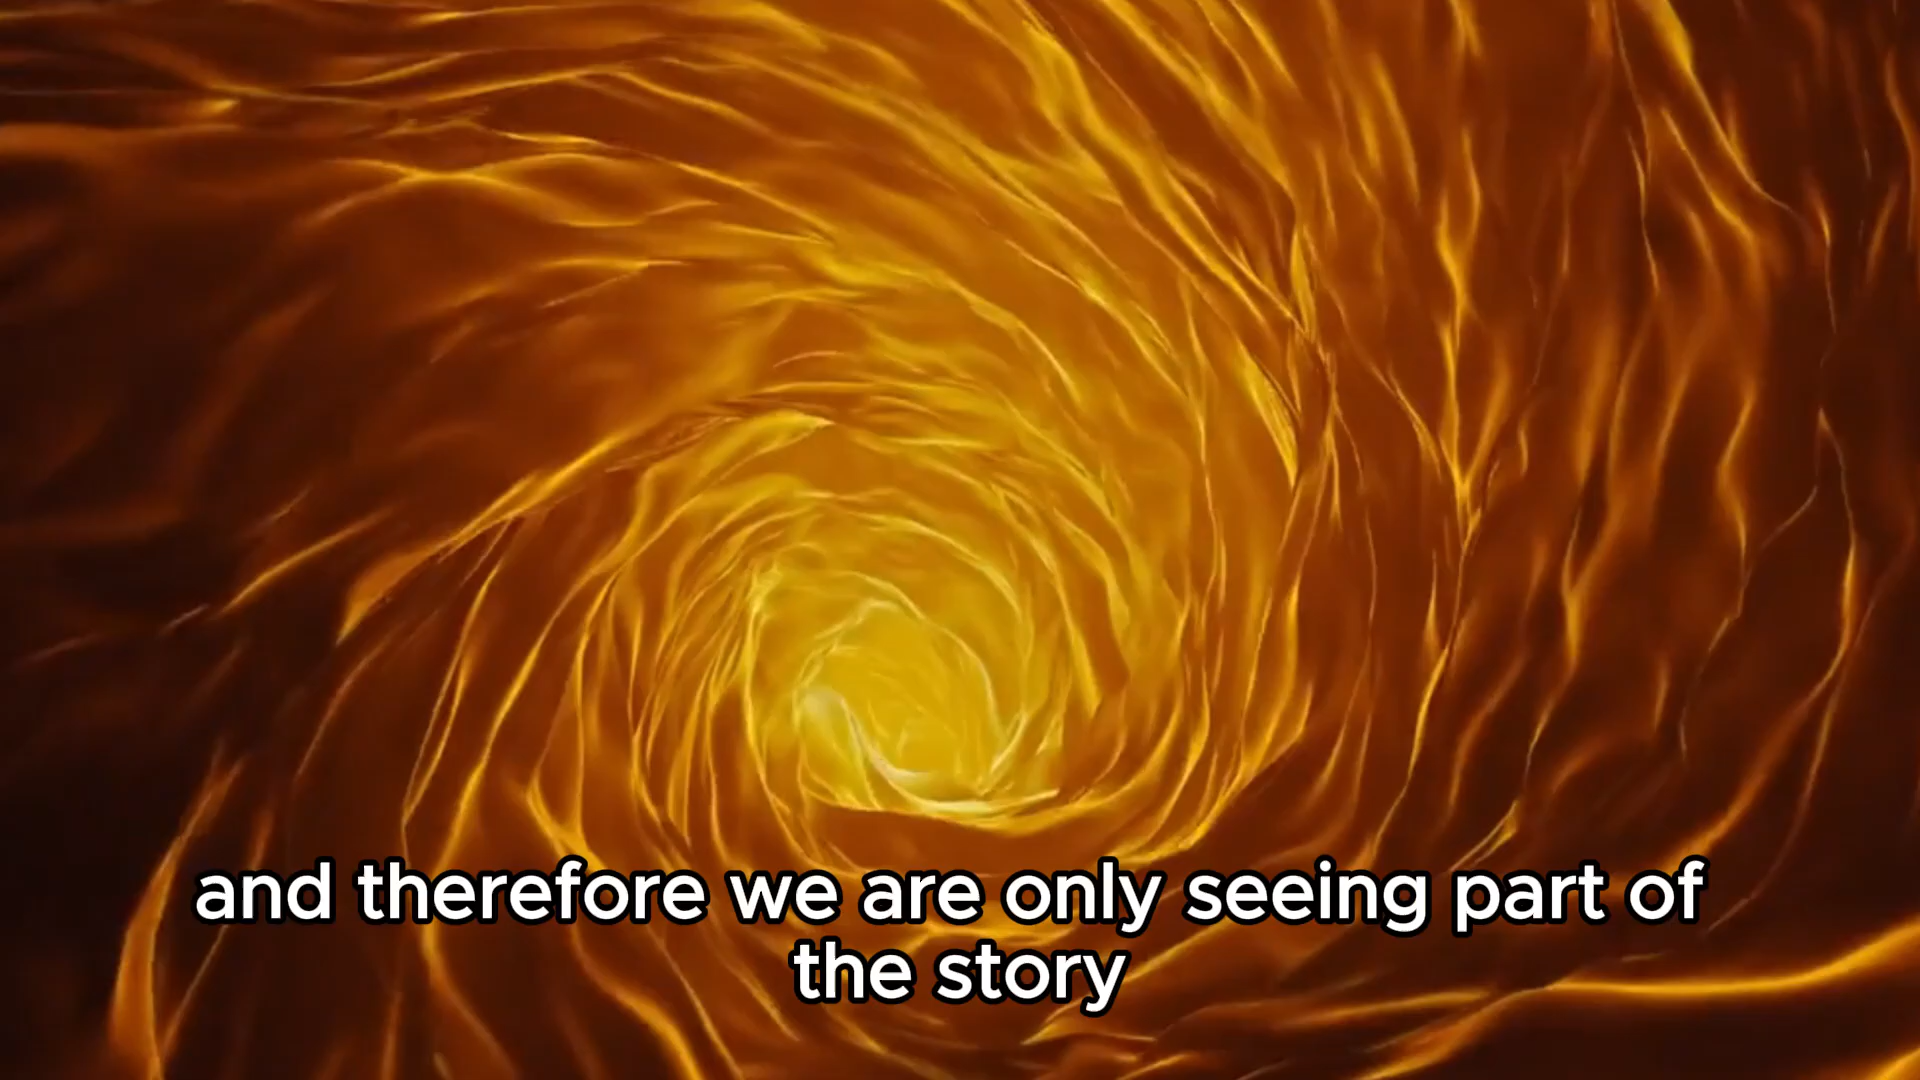 and therefore we are only seeing part of
the story